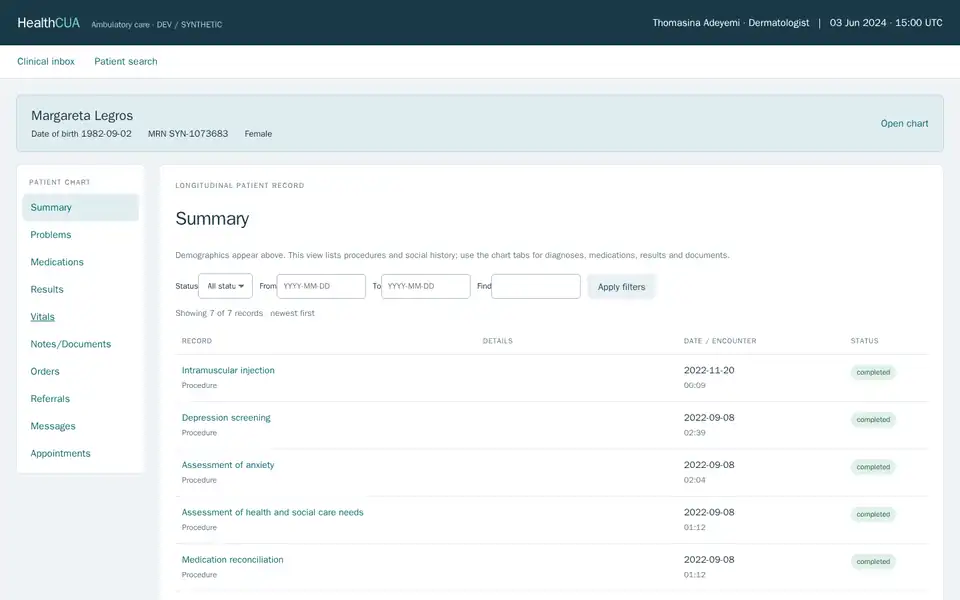 HealthCUA Ambulatory care · DEV / SYNTHETIC Thomasina Adeyemi · Dermatologist | 03 Jun 2024 · 15:00 UTC
Clinical inbox Patient search
Margareta Legros
Date of birth 1982-09-02 MRN SYN-1073683 Female
Open chart
PATIENT CHART
Summary
Problems
Medications
Results
Vitals
Notes/Documents
Orders
Referrals
Messages
Appointments
LONGITUDINAL PATIENT RECORD
Summary
Demographics appear above. This view lists procedures and social history; use the chart tabs for diagnoses, medications, results and documents.
Status All statu From YYYY-MM-DD To YYYY-MM-DD Find Apply filters
Showing 7 of 7 records newest first
RECORD DETAILS DATE / ENCOUNTER STATUS
Intramuscular injection 2022-11-20 completed
Procedure 00:09
Depression screening 2022-09-08 completed
Procedure 02:39
Assessment of anxiety 2022-09-08 completed
Procedure 02:04
Assessment of health and social care needs 2022-09-08 completed
Procedure 01:12
Medication reconciliation 2022-09-08 completed
Procedure 01:12